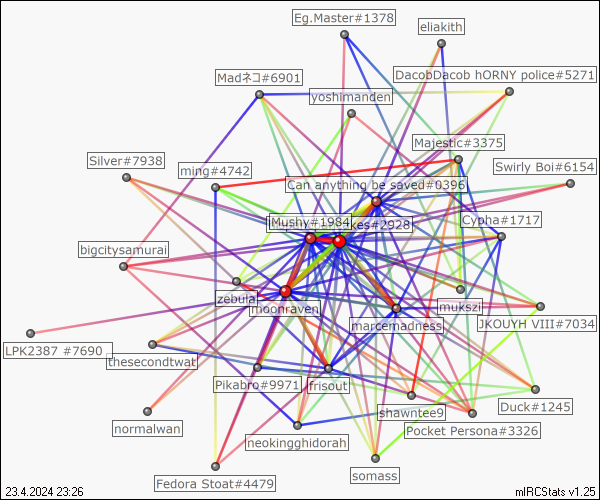 Eg.Master#1378
eliakith
DacobDacob hORNY police#5271
Madネコ#6901
yoshimanden
Majestic#3375
Silver#7938
ming#4742
Swirly Boi#6154
Can anything be saved#0396
Mushy#1984
kes#2928
Cypha#1717
bigcitysamurai
zebula
moonraven
mukszi
marcemadness
JKOUYH VIII#7034
LPK2387 #7690
thesecondtwat
Pikabro#9971
frisout
shawntee9
Duck#1245
normalwan
neokingghidorah
Pocket Persona#3326
somass
Fedora Stoat#4479
23.4.2024 23:26
mIRCStats v1.25